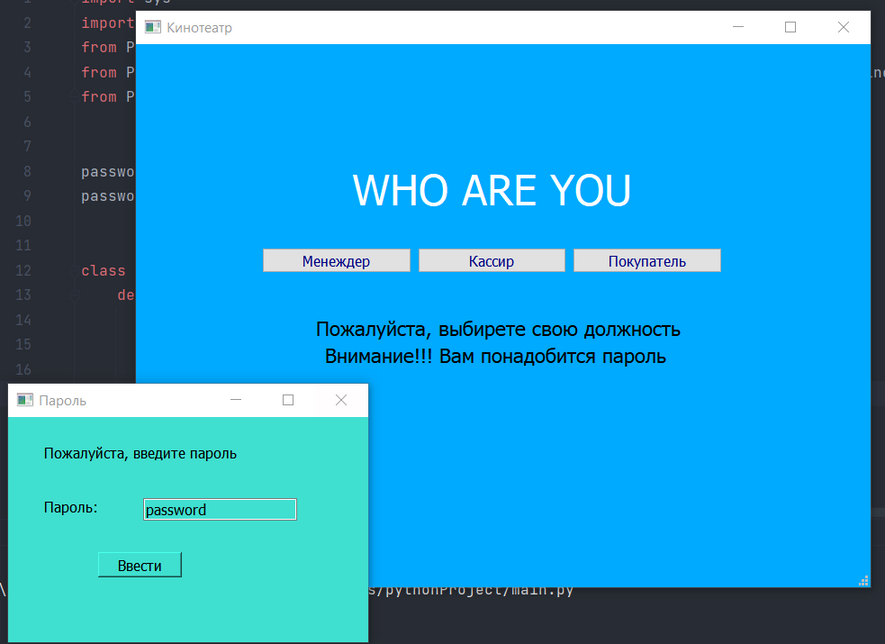 1 import sys
2 import
3 from P
4 from P
5 from P
6
7
8 passwo
9 passwo
10
11
12 class
13 de
14
15
16
Кинотеатр
WHO ARE YOU
Менеждер Кассир Покупатель
Пожалуйста, выбирете свою должность
Внимание!!! Вам понадобится пароль
Пароль
Пожалуйста, введите пароль
Пароль: password
Ввести
s/pythonProject/main.py